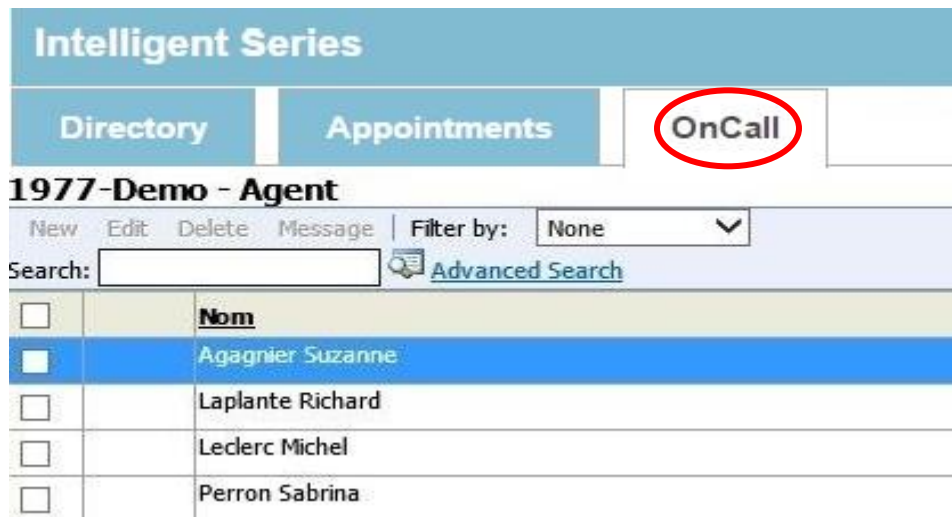 Intelligent Series
Directory Appointments OnCall
1977-Demo - Agent
New Edit Delete Message Filter by: None
Search: Advanced Search
Nom
Agagnier Suzanne
Laplante Richard
Leclerc Michel
Perron Sabrina